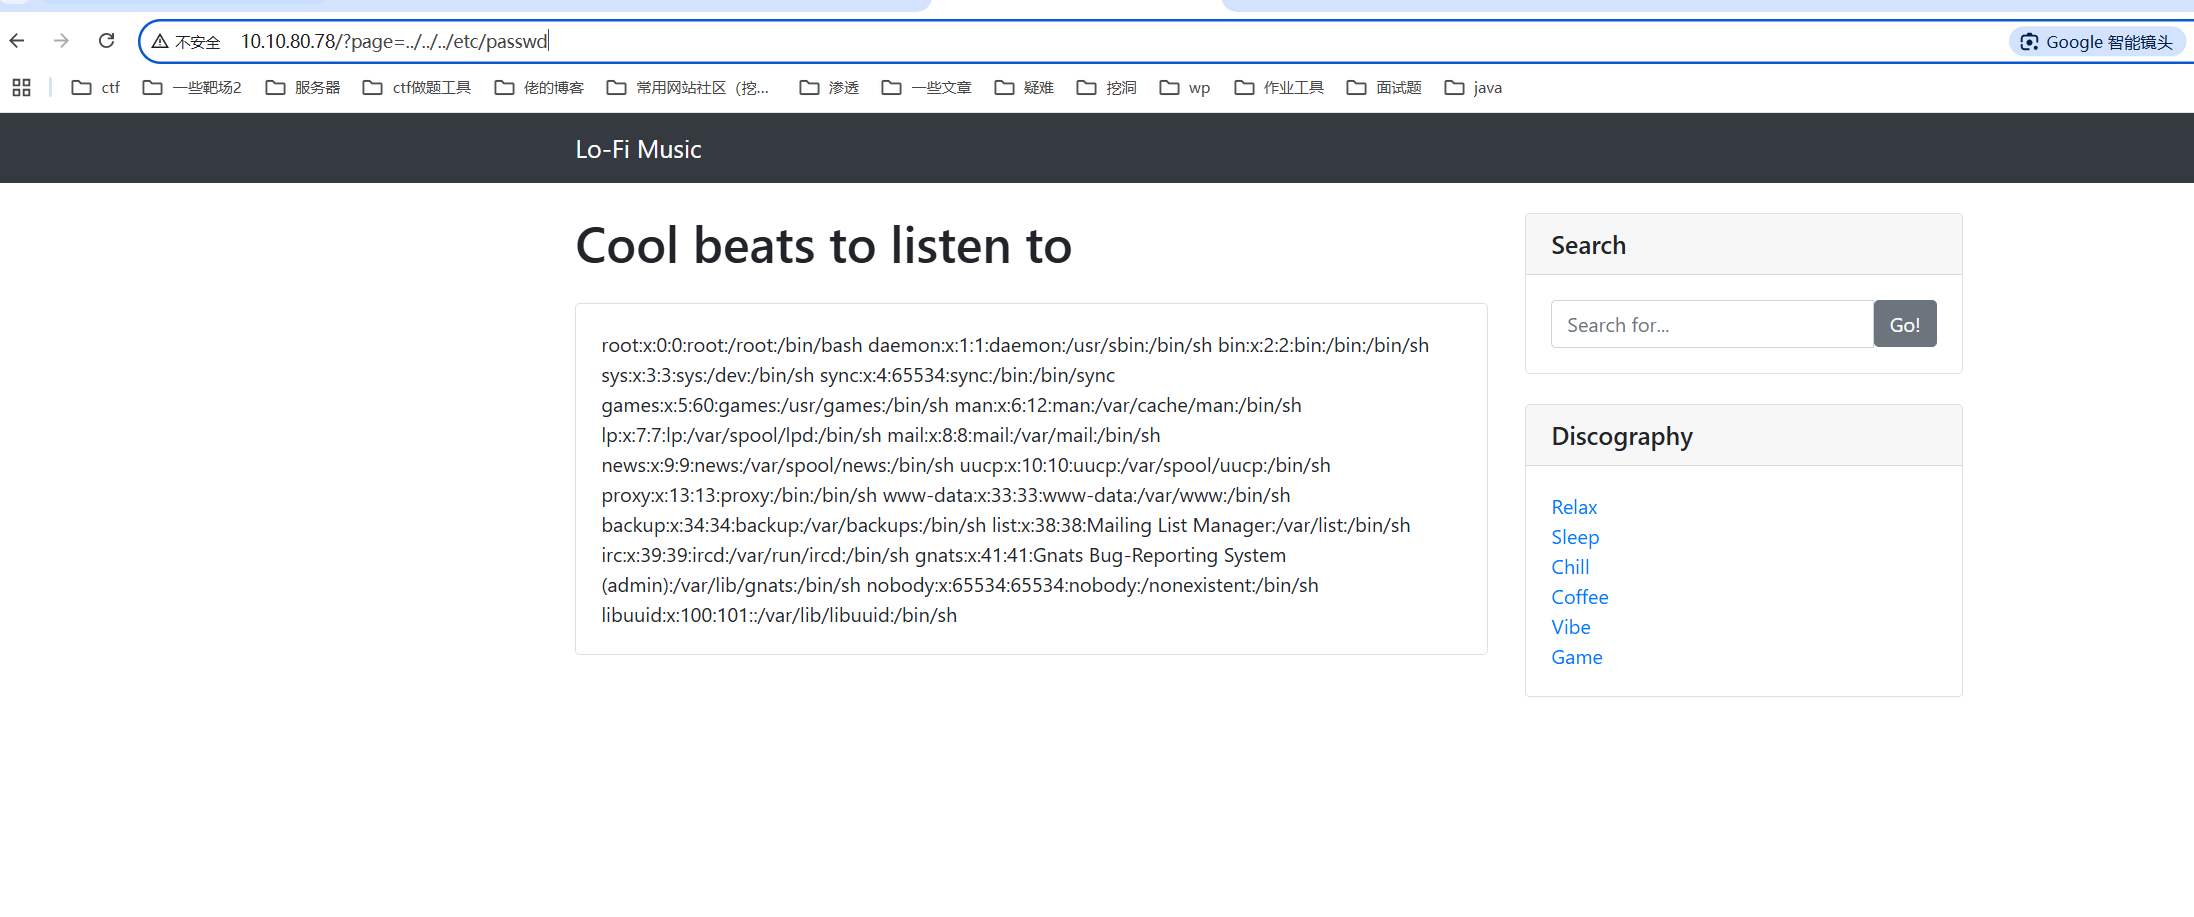 不安全 10.10.80.78/?page=../../../etc/passwd
Google 智能镜头
ctf 一些靶场2 服务器 ctf做题工具 佬的博客 常用网站社区（挖... 渗透 一些文章 疑难 挖洞 wp 作业工具 面试题 java
Lo-Fi Music
Cool beats to listen to
root:x:0:0:root:/root:/bin/bash daemon:x:1:1:daemon:/usr/sbin:/bin/sh bin:x:2:2:bin:/bin:/bin/sh
sys:x:3:3:sys:/dev:/bin/sh sync:x:4:65534:sync:/bin:/bin/sync
games:x:5:60:games:/usr/games:/bin/sh man:x:6:12:man:/var/cache/man:/bin/sh
lp:x:7:7:lp:/var/spool/lpd:/bin/sh mail:x:8:8:mail:/var/mail:/bin/sh
news:x:9:9:news:/var/spool/news:/bin/sh uucp:x:10:10:uucp:/var/spool/uucp:/bin/sh
proxy:x:13:13:proxy:/bin:/bin/sh www-data:x:33:33:www-data:/var/www:/bin/sh
backup:x:34:34:backup:/var/backups:/bin/sh list:x:38:38:Mailing List Manager:/var/list:/bin/sh
irc:x:39:39:ircd:/var/run/ircd:/bin/sh gnats:x:41:41:Gnats Bug-Reporting System
(admin):/var/lib/gnats:/bin/sh nobody:x:65534:65534:nobody:/nonexistent:/bin/sh
libuuid:x:100:101::/var/lib/libuuid:/bin/sh
Search
Search for...
Go!
Discography
Relax
Sleep
Chill
Coffee
Vibe
Game